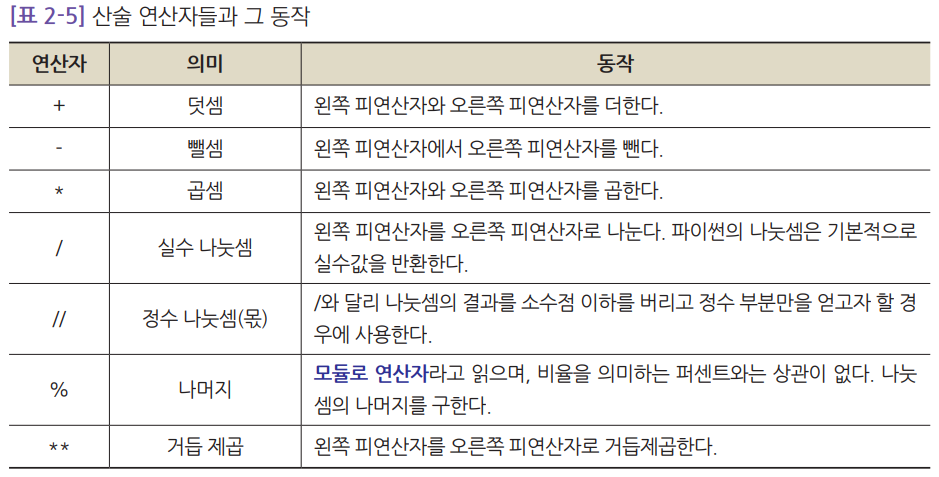 [표 2-5] 산술 연산자들과 그 동작
연산자 의미 동작
+ 덧셈 왼쪽 피연산자와 오른쪽 피연산자를 더한다.
- 뺄셈 왼쪽 피연산자에서 오른쪽 피연산자를 뺀다.
* 곱셈 왼쪽 피연산자와 오른쪽 피연산자를 곱한다.
/ 실수 나눗셈 왼쪽 피연산자를 오른쪽 피연산자로 나눈다. 파이썬의 나눗셈은 기본적으로
실수값을 반환한다.
// 정수 나눗셈(몫) /와 달리 나눗셈의 결과를 소수점 이하를 버리고 정수 부분만을 얻고자 할 경
우에 사용한다.
% 나머지 모듈로 연산자라고 읽으며, 비율을 의미하는 퍼센트와는 상관이 없다. 나눗
셈의 나머지를 구한다.
** 거듭 제곱 왼쪽 피연산자를 오른쪽 피연산자로 거듭제곱한다.